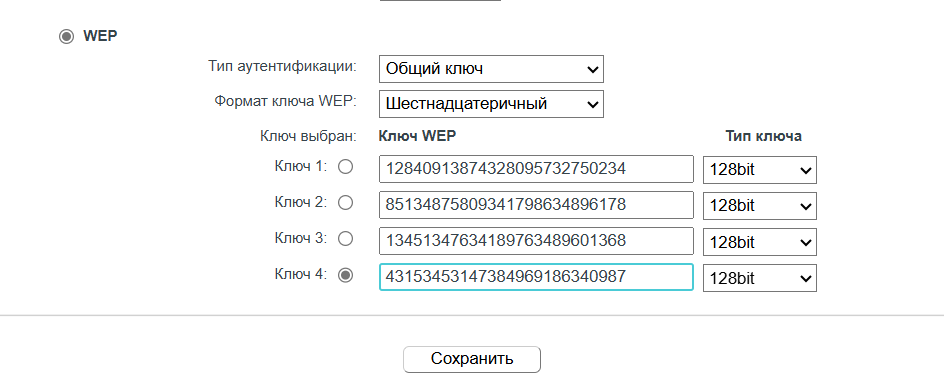 WEP
Тип аутентификации: Общий ключ
Формат ключа WEP: Шестнадцатеричный
Ключ выбран: Ключ WEP Тип ключа
Ключ 1: 12840913874328095732750234 128bit
Ключ 2: 85134875809341798634896178 128bit
Ключ 3: 13451347634189763489601368 128bit
Ключ 4: 43153453147384969186340987 128bit
Сохранить